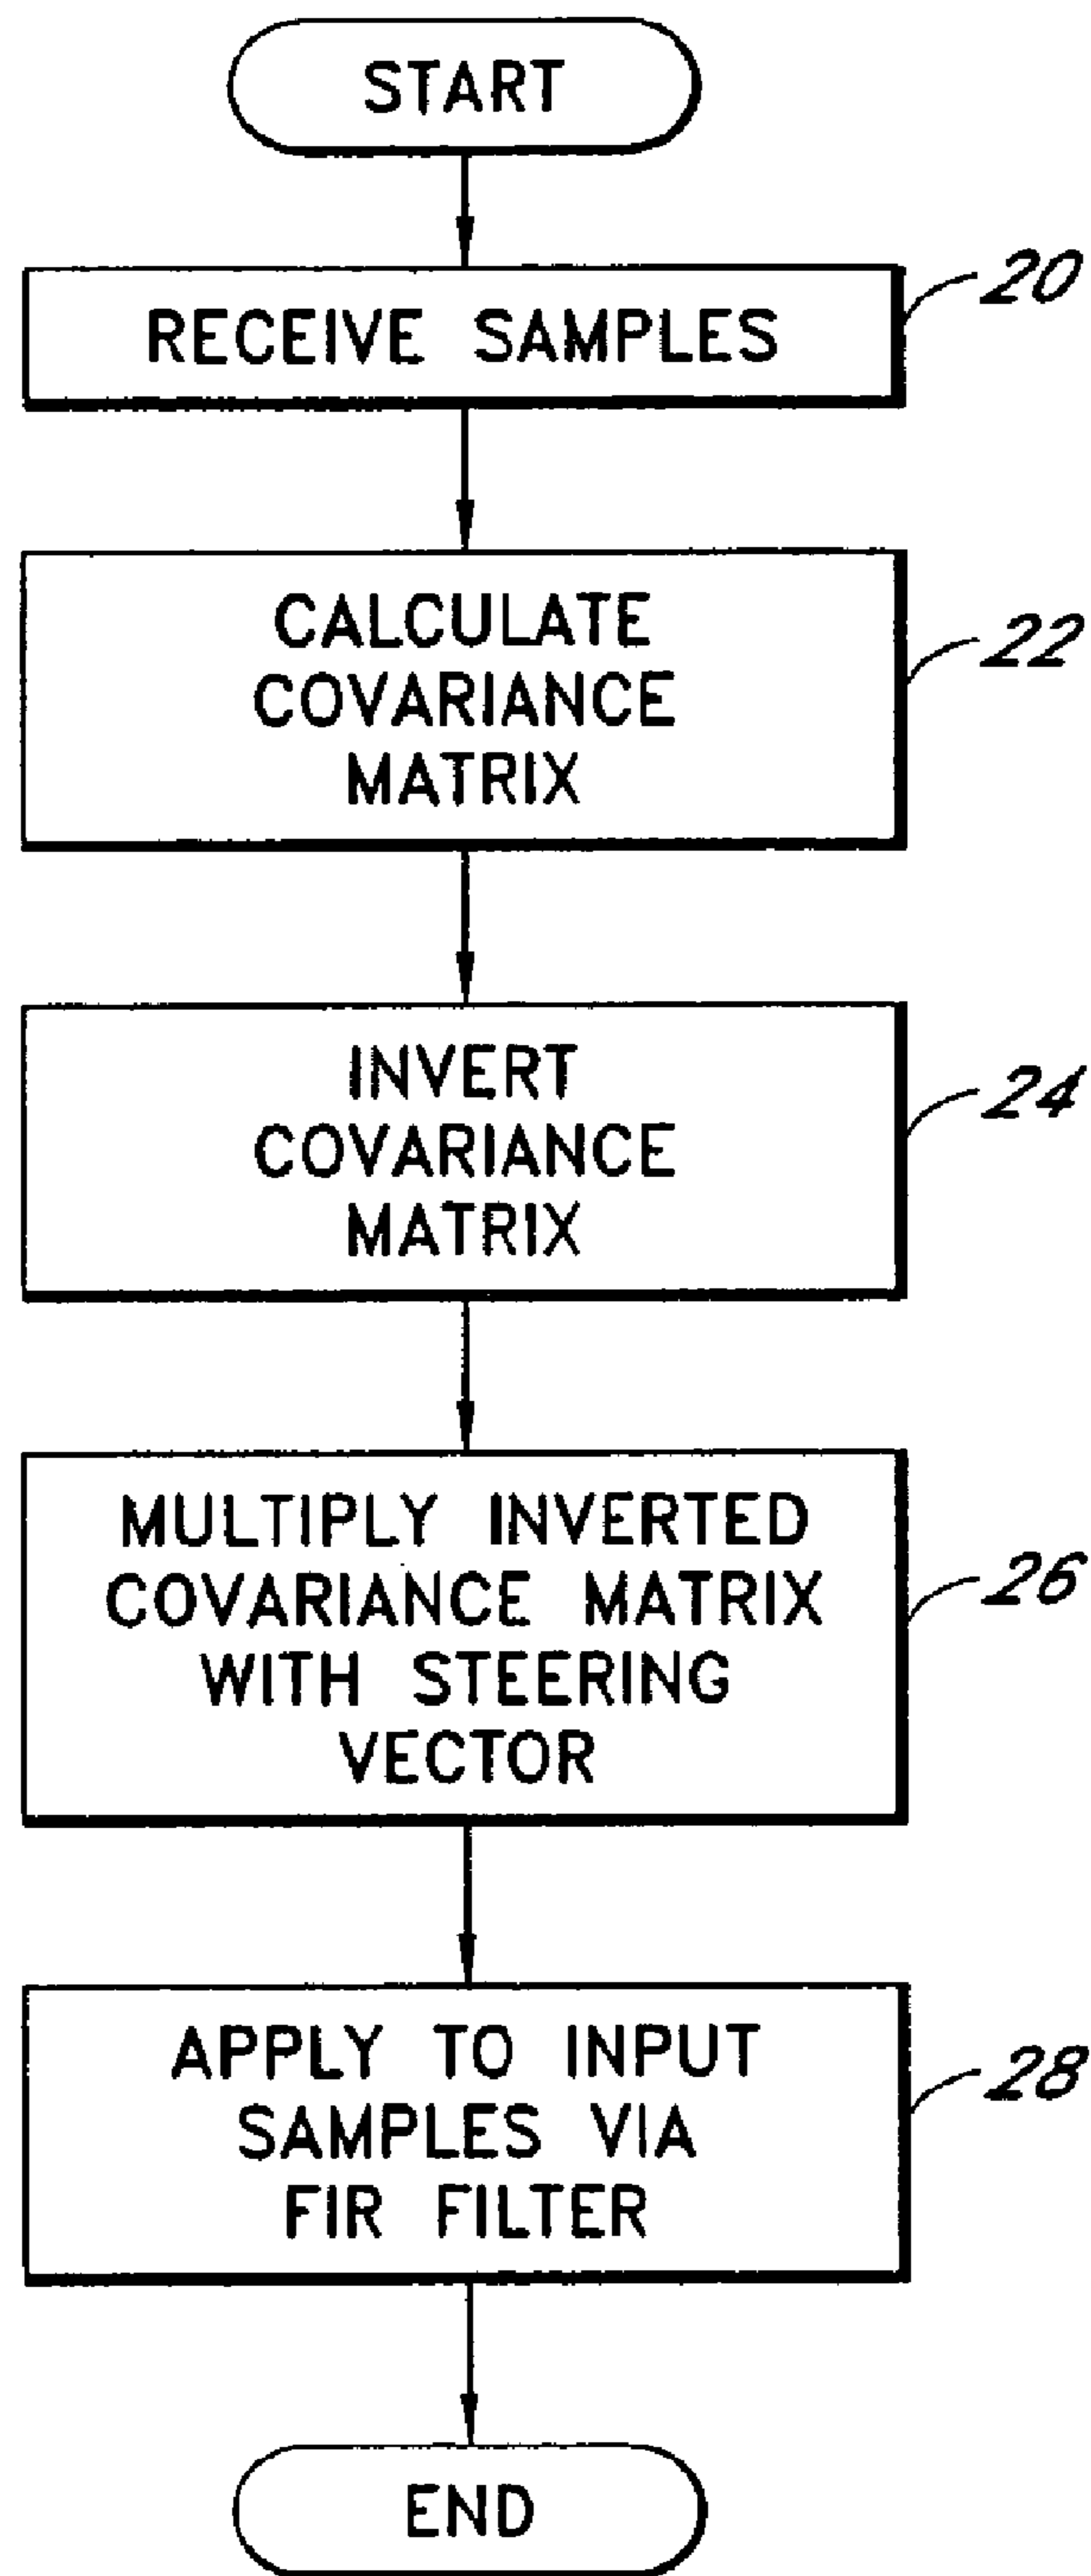 START
RECEIVE SAMPLES
20
CALCULATE
COVARIANCE
MATRIX
22
INVERT
COVARIANCE
MATRIX
24
MULTIPLY INVERTED
COVARIANCE MATRIX
WITH STEERING
VECTOR
26
APPLY TO INPUT
SAMPLES VIA
FIR FILTER
28
END